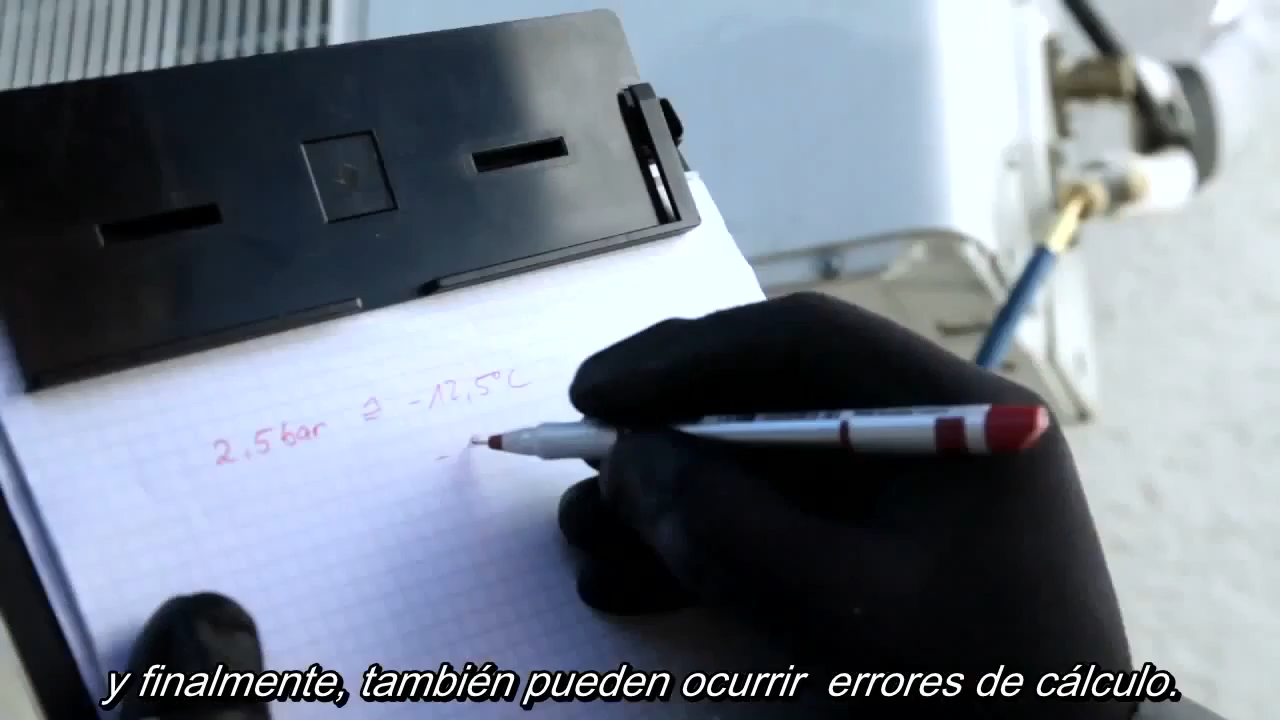 2,5 bar ≙ -12,5°C
-
y finalmente, también pueden ocurrir errores de cálculo.